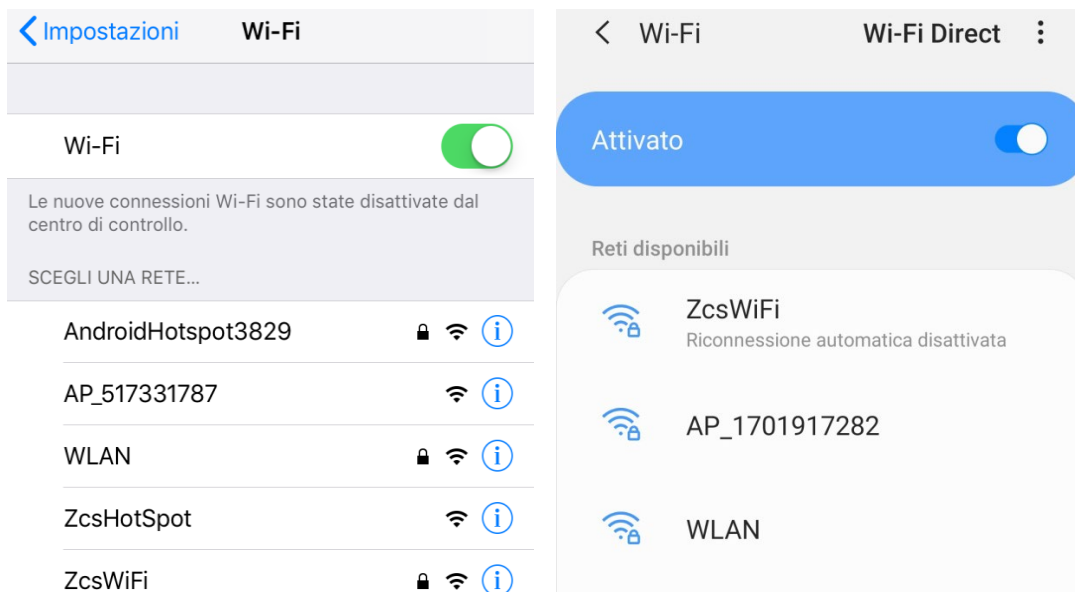 Impostazioni Wi-Fi
Wi-Fi
Le nuove connessioni Wi-Fi sono state disattivate dal
centro di controllo.
SCEGLI UNA RETE...
AndroidHotspot3829
AP_517331787
WLAN
ZcsHotSpot
ZcsWiFi
Wi-Fi Wi-Fi Direct
Attivato
Reti disponibili
ZcsWiFi
Riconnessione automatica disattivata
AP_1701917282
WLAN